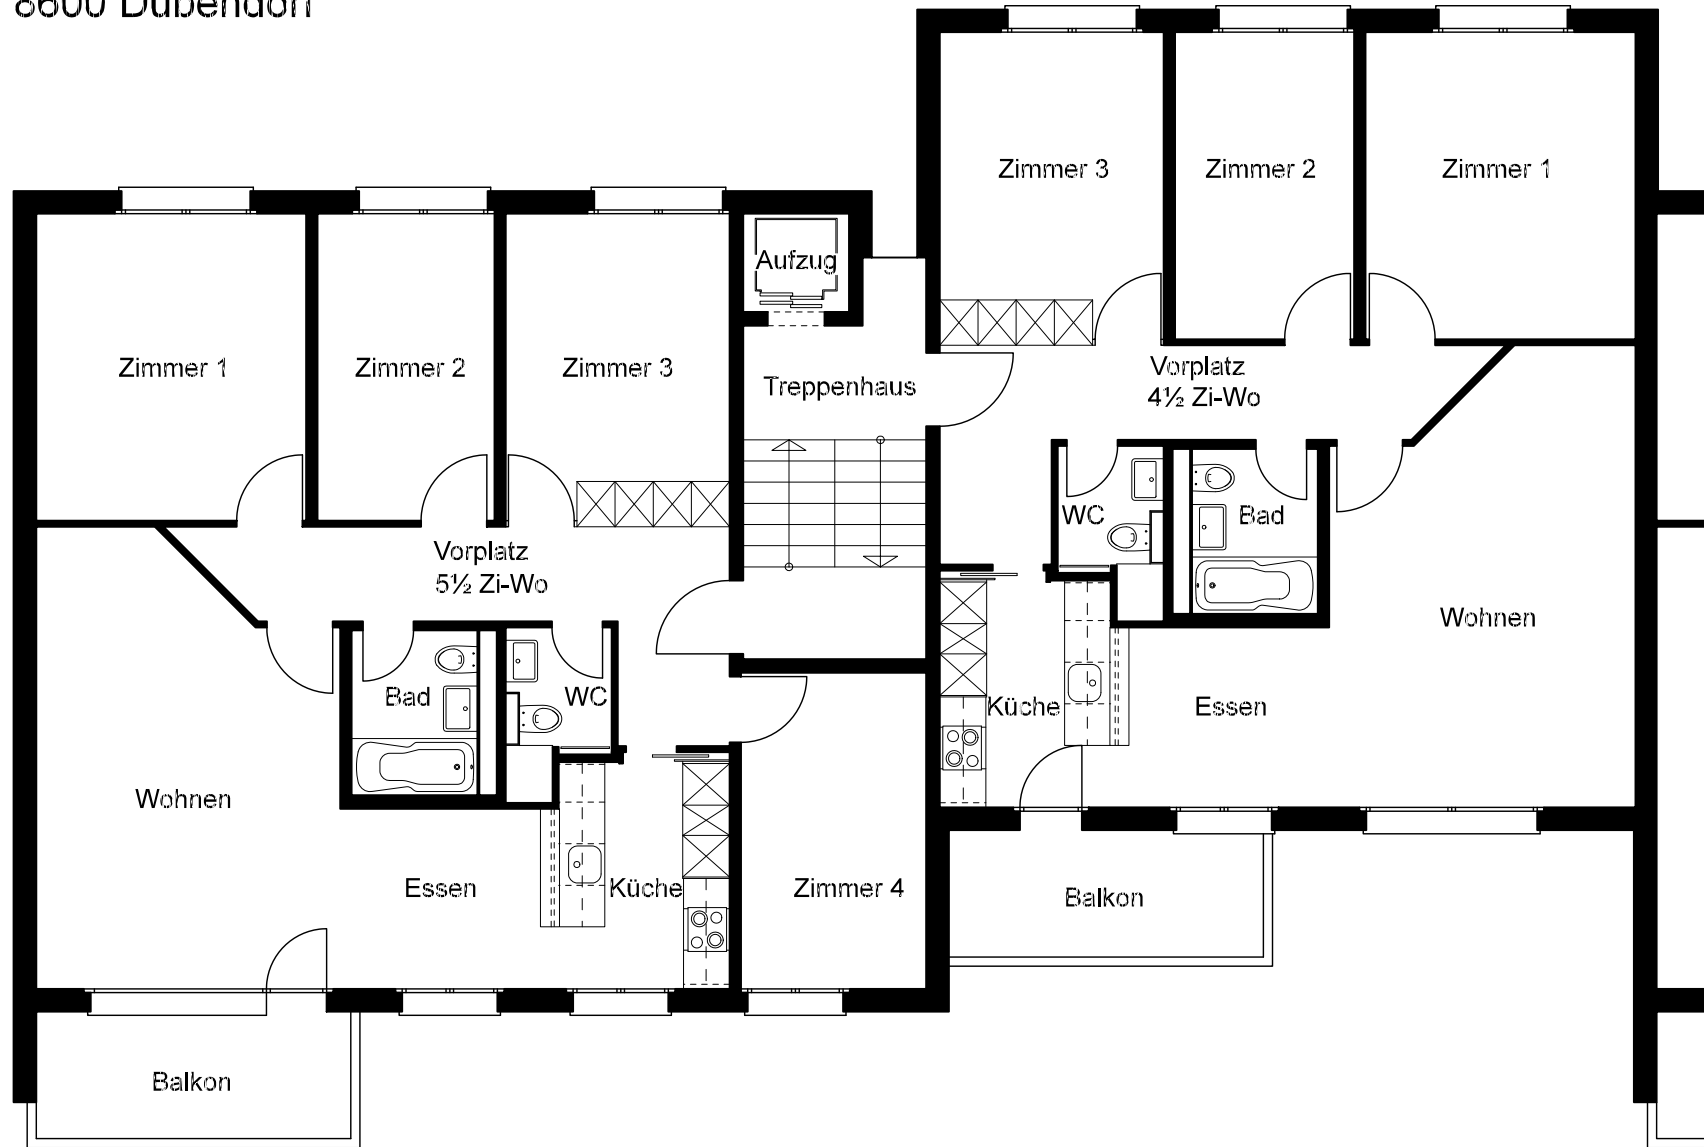 8600 Dübendorf
Zimmer 3
Zimmer 2
Zimmer 1
Aufzug
Zimmer 1
Zimmer 2
Zimmer 3
Treppenhaus
Vorplatz
4½ Zi-Wo
WC
Bad
Vorplatz
5½ Zi-Wo
Wohnen
Bad
WC
Küche
Essen
Wohnen
Essen
Küche
Zimmer 4
Balkon
Balkon